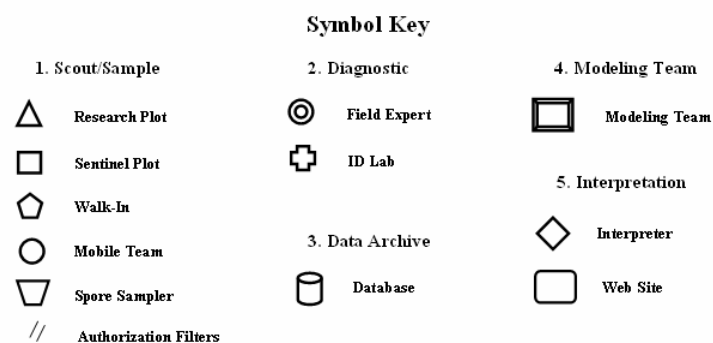 Symbol Key
1. Scout/Sample
Research Plot
Sentinel Plot
Walk-In
Mobile Team
Spore Sampler
Authorization Filters
2. Diagnostic
Field Expert
ID Lab
3. Data Archive
Database
4. Modeling Team
Modeling Team
5. Interpretation
Interpreter
Web Site